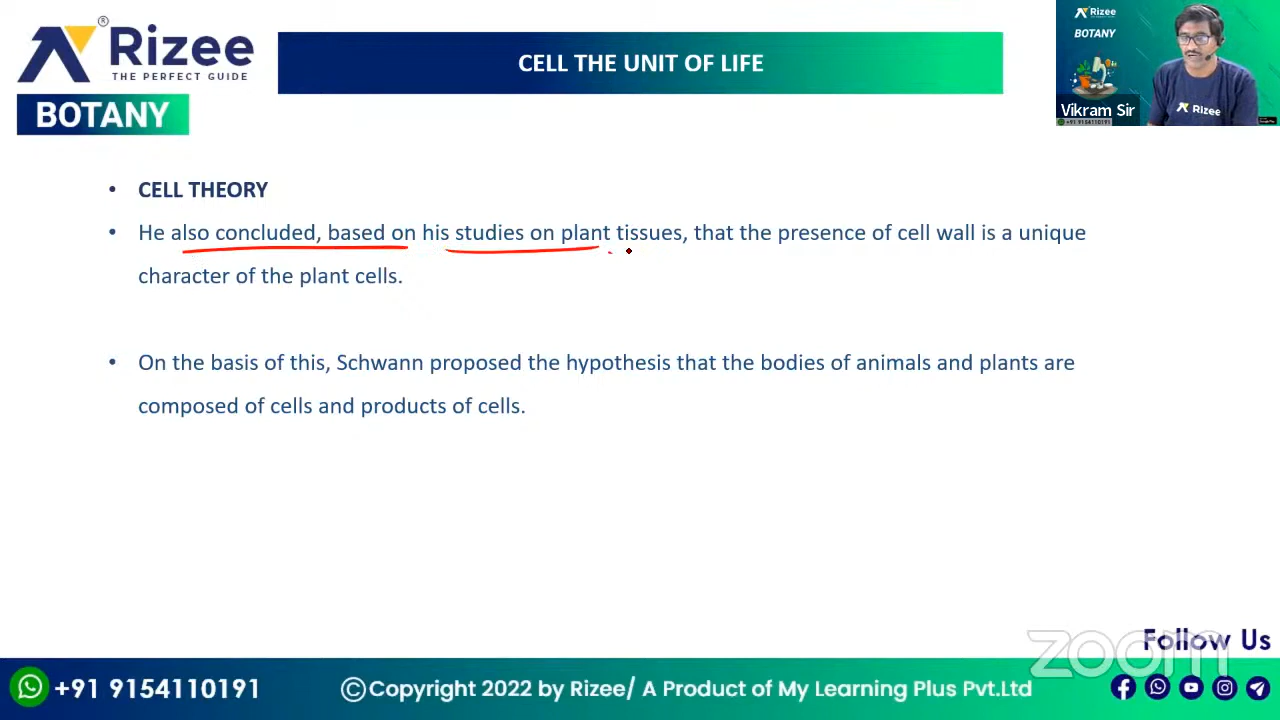 Rizee
®
THE PERFECT GUIDE
BOTANY
CELL THE UNIT OF LIFE
Rizee
BOTANY
Rizee
Vikram Sir
+91 9154110191
• CELL THEORY
• He also concluded, based on his studies on plant tissues, that the presence of cell wall is a unique
character of the plant cells.
• On the basis of this, Schwann proposed the hypothesis that the bodies of animals and plants are
composed of cells and products of cells.
Follow Us
zoom
+91 9154110191
©Copyright 2022 by Rizee/ A Product of My Learning Plus Pvt.Ltd